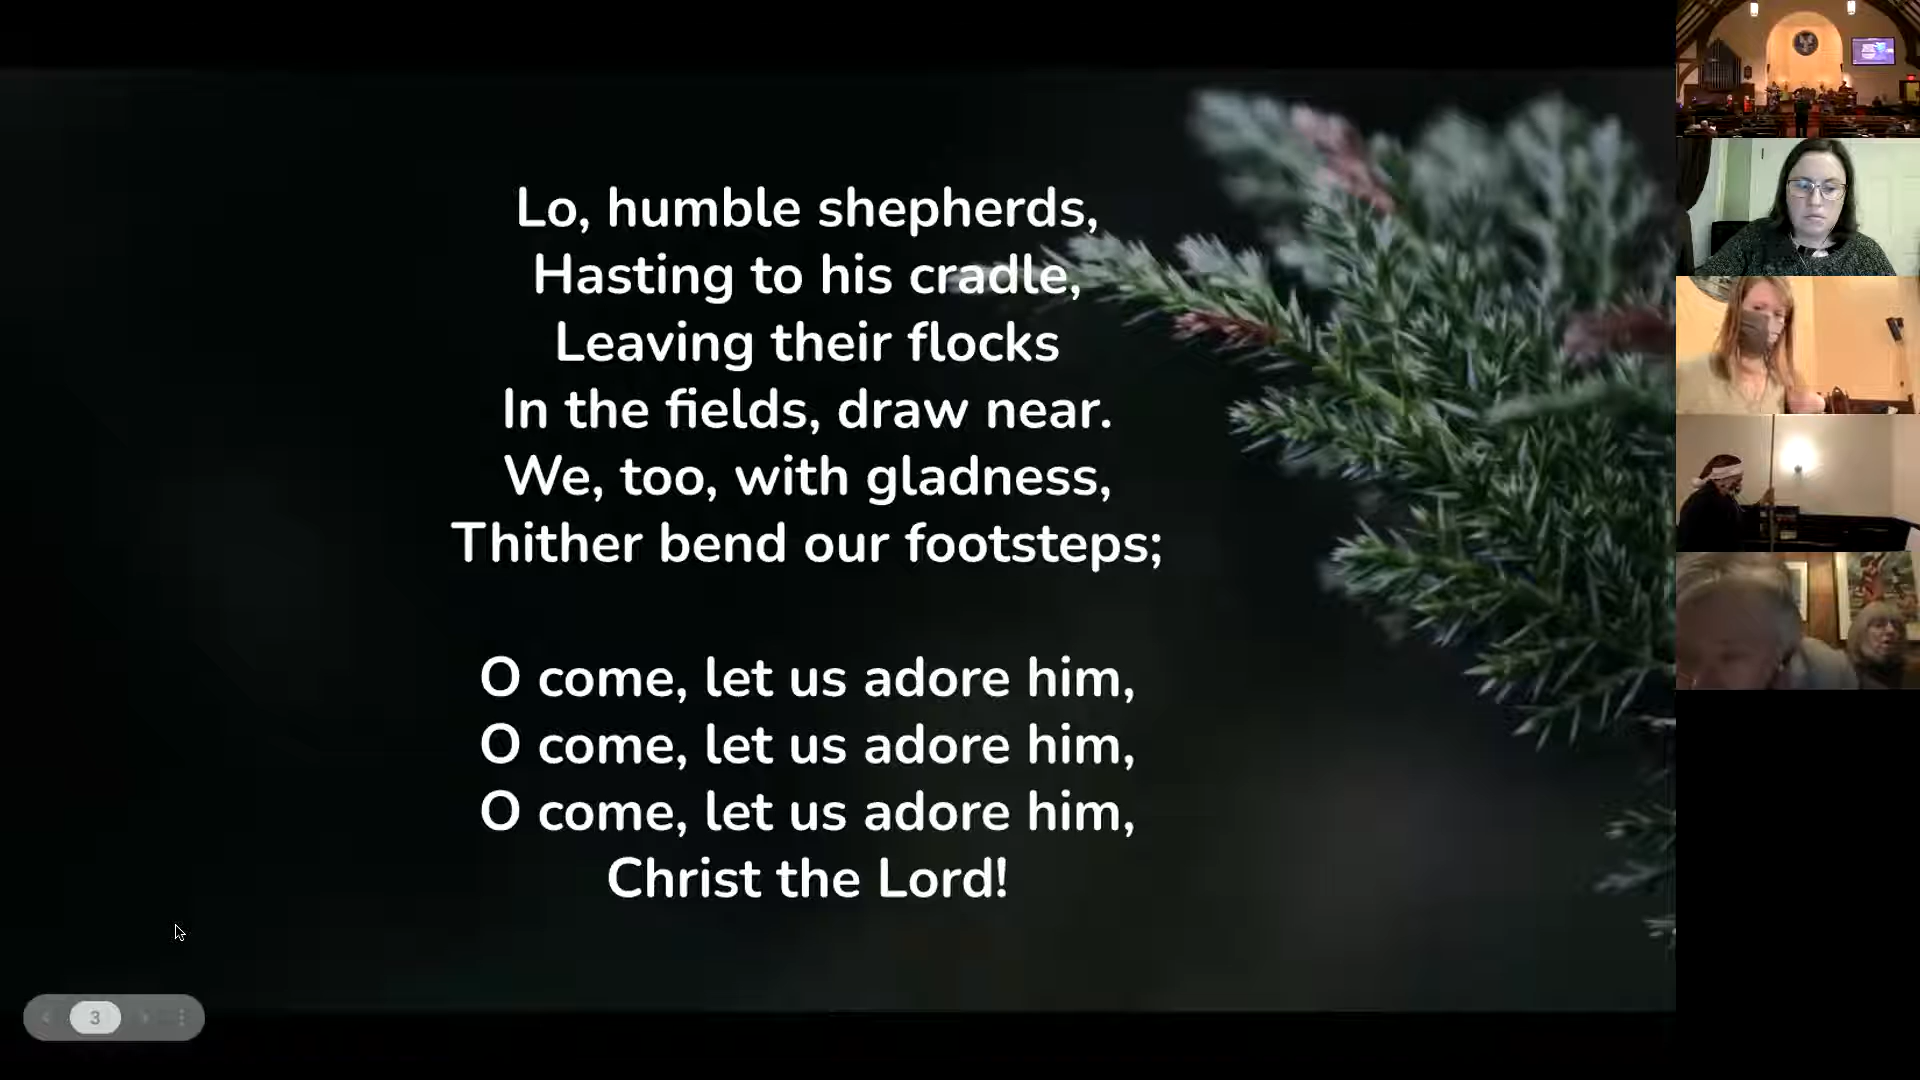 Lo, humble shepherds,
Hasting to his cradle,
Leaving their flocks
In the fields, draw near.
We, too, with gladness,
Thither bend our footsteps;
O come, let us adore him,
O come, let us adore him,
O come, let us adore him,
Christ the Lord!
3